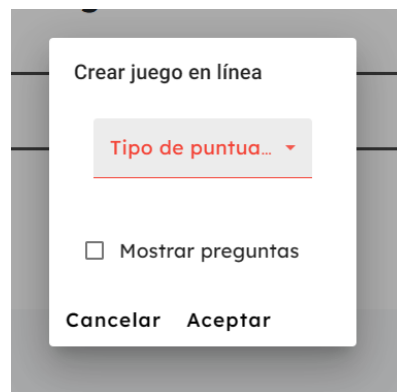 Crear juego en línea
Tipo de puntua…
Mostrar preguntas
Cancelar Aceptar